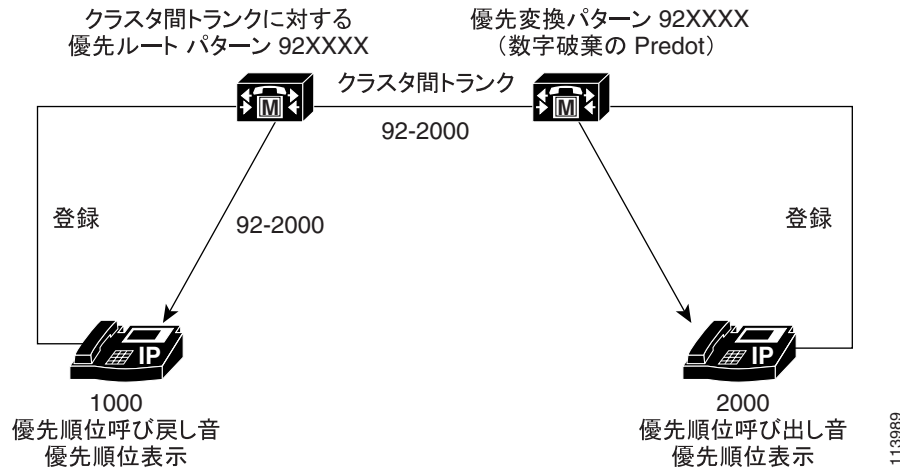 クラスタ間トランクに対する
優先ルート パターン 92XXXX
優先変換パターン 92XXXX
（数字破棄の Predot）
クラスタ間トランク
M
M
92-2000
登録
92-2000
登録
IP
IP
1000
優先順位呼び戻し音
優先順位表示
2000
優先順位呼び出し音
優先順位表示
113989